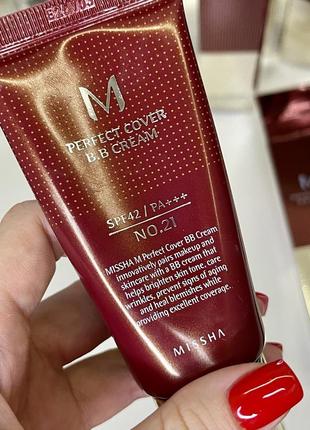 M
PERFECT COVER
B.B CREAM
SPF42 / PA+++
NO.21
MISSHA M Perfect Cover BB Cream
innovatively pairs makeup and
skincare with a BB cream that
helps brighten skin tone, care
wrinkles, prevent signs of aging
and heal blemishes while
providing excellent coverage.
MISSHA